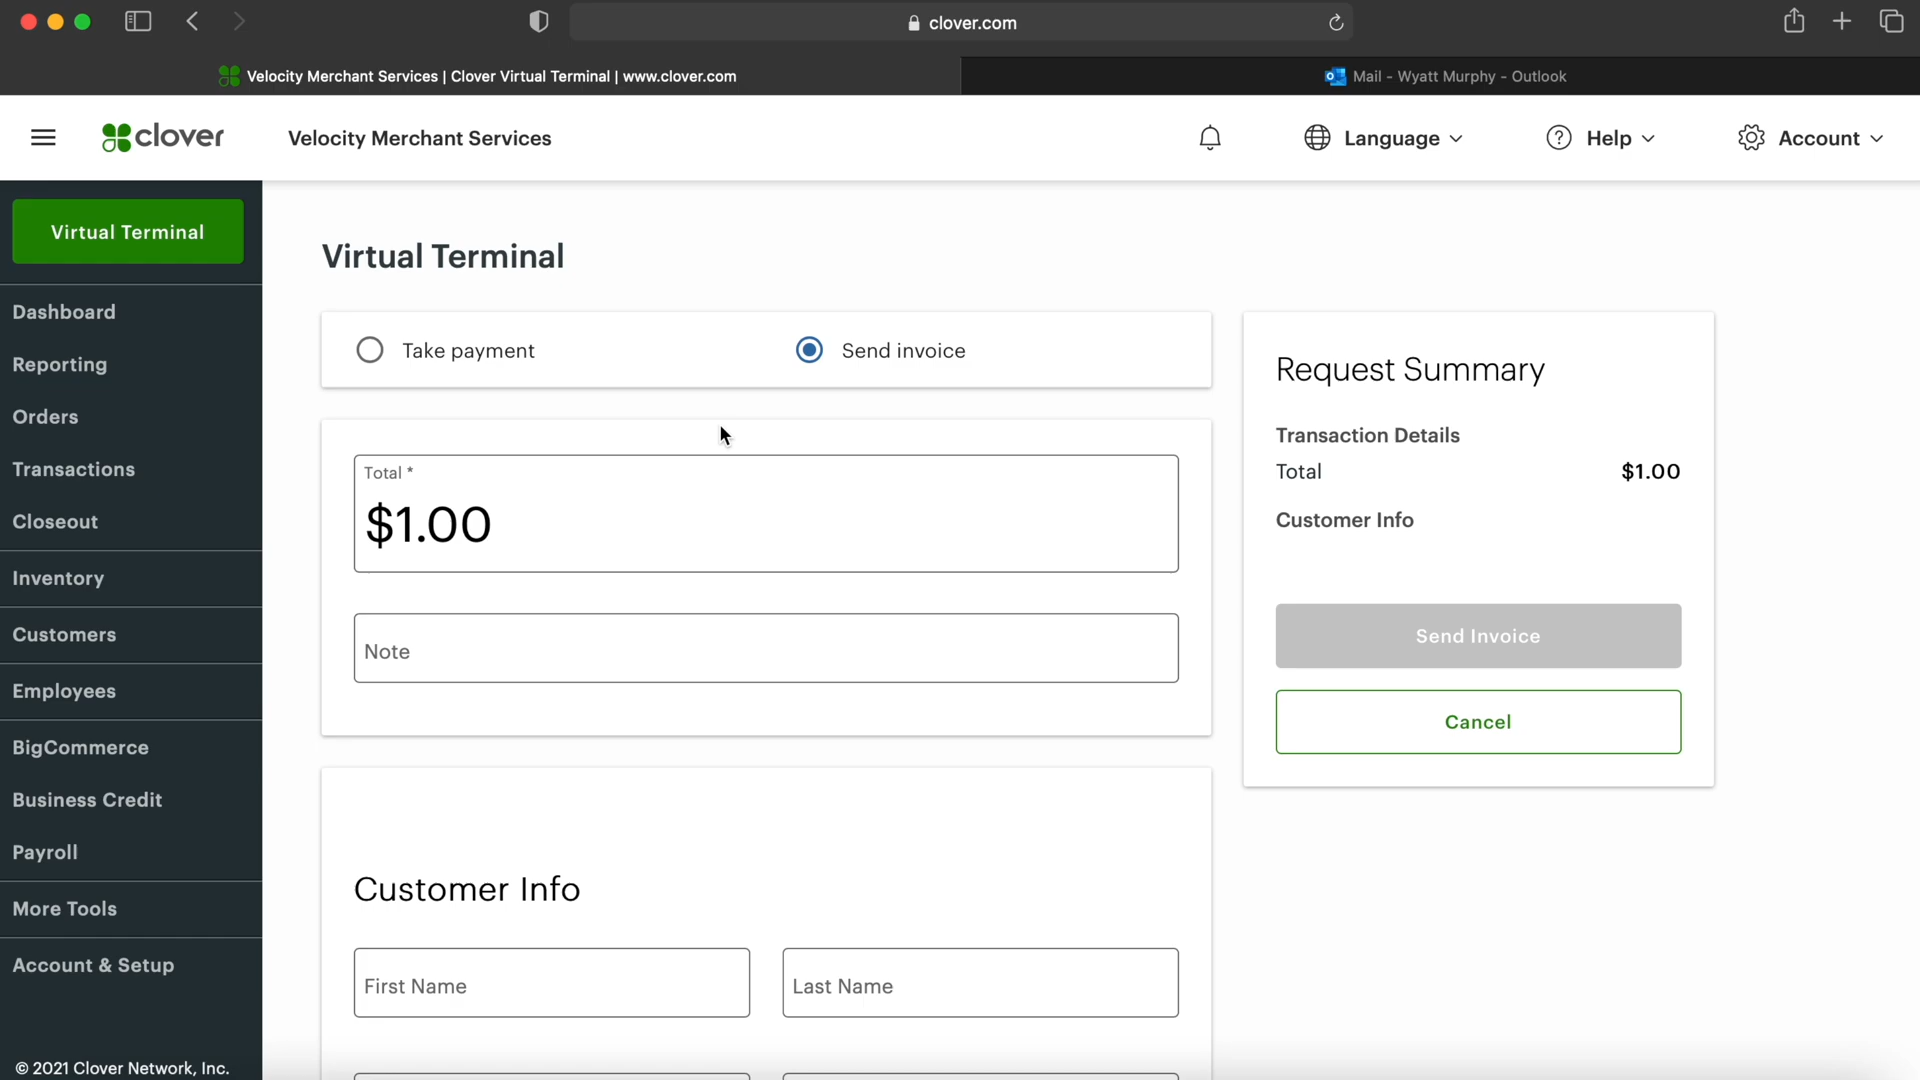 clover.com
Velocity Merchant Services | Clover Virtual Terminal | www.clover.com
Mail - Wyatt Murphy - Outlook
clover
Velocity Merchant Services
Language
Help
Account
Virtual Terminal
Dashboard
Reporting
Orders
Transactions
Closeout
Inventory
Customers
Employees
BigCommerce
Business Credit
Payroll
More Tools
Account & Setup
© 2021 Clover Network, Inc.
Virtual Terminal
Take payment
Send invoice
Total *
$1.00
Note
Customer Info
First Name
Last Name
Request Summary
Transaction Details
Total $1.00
Customer Info
Send Invoice
Cancel